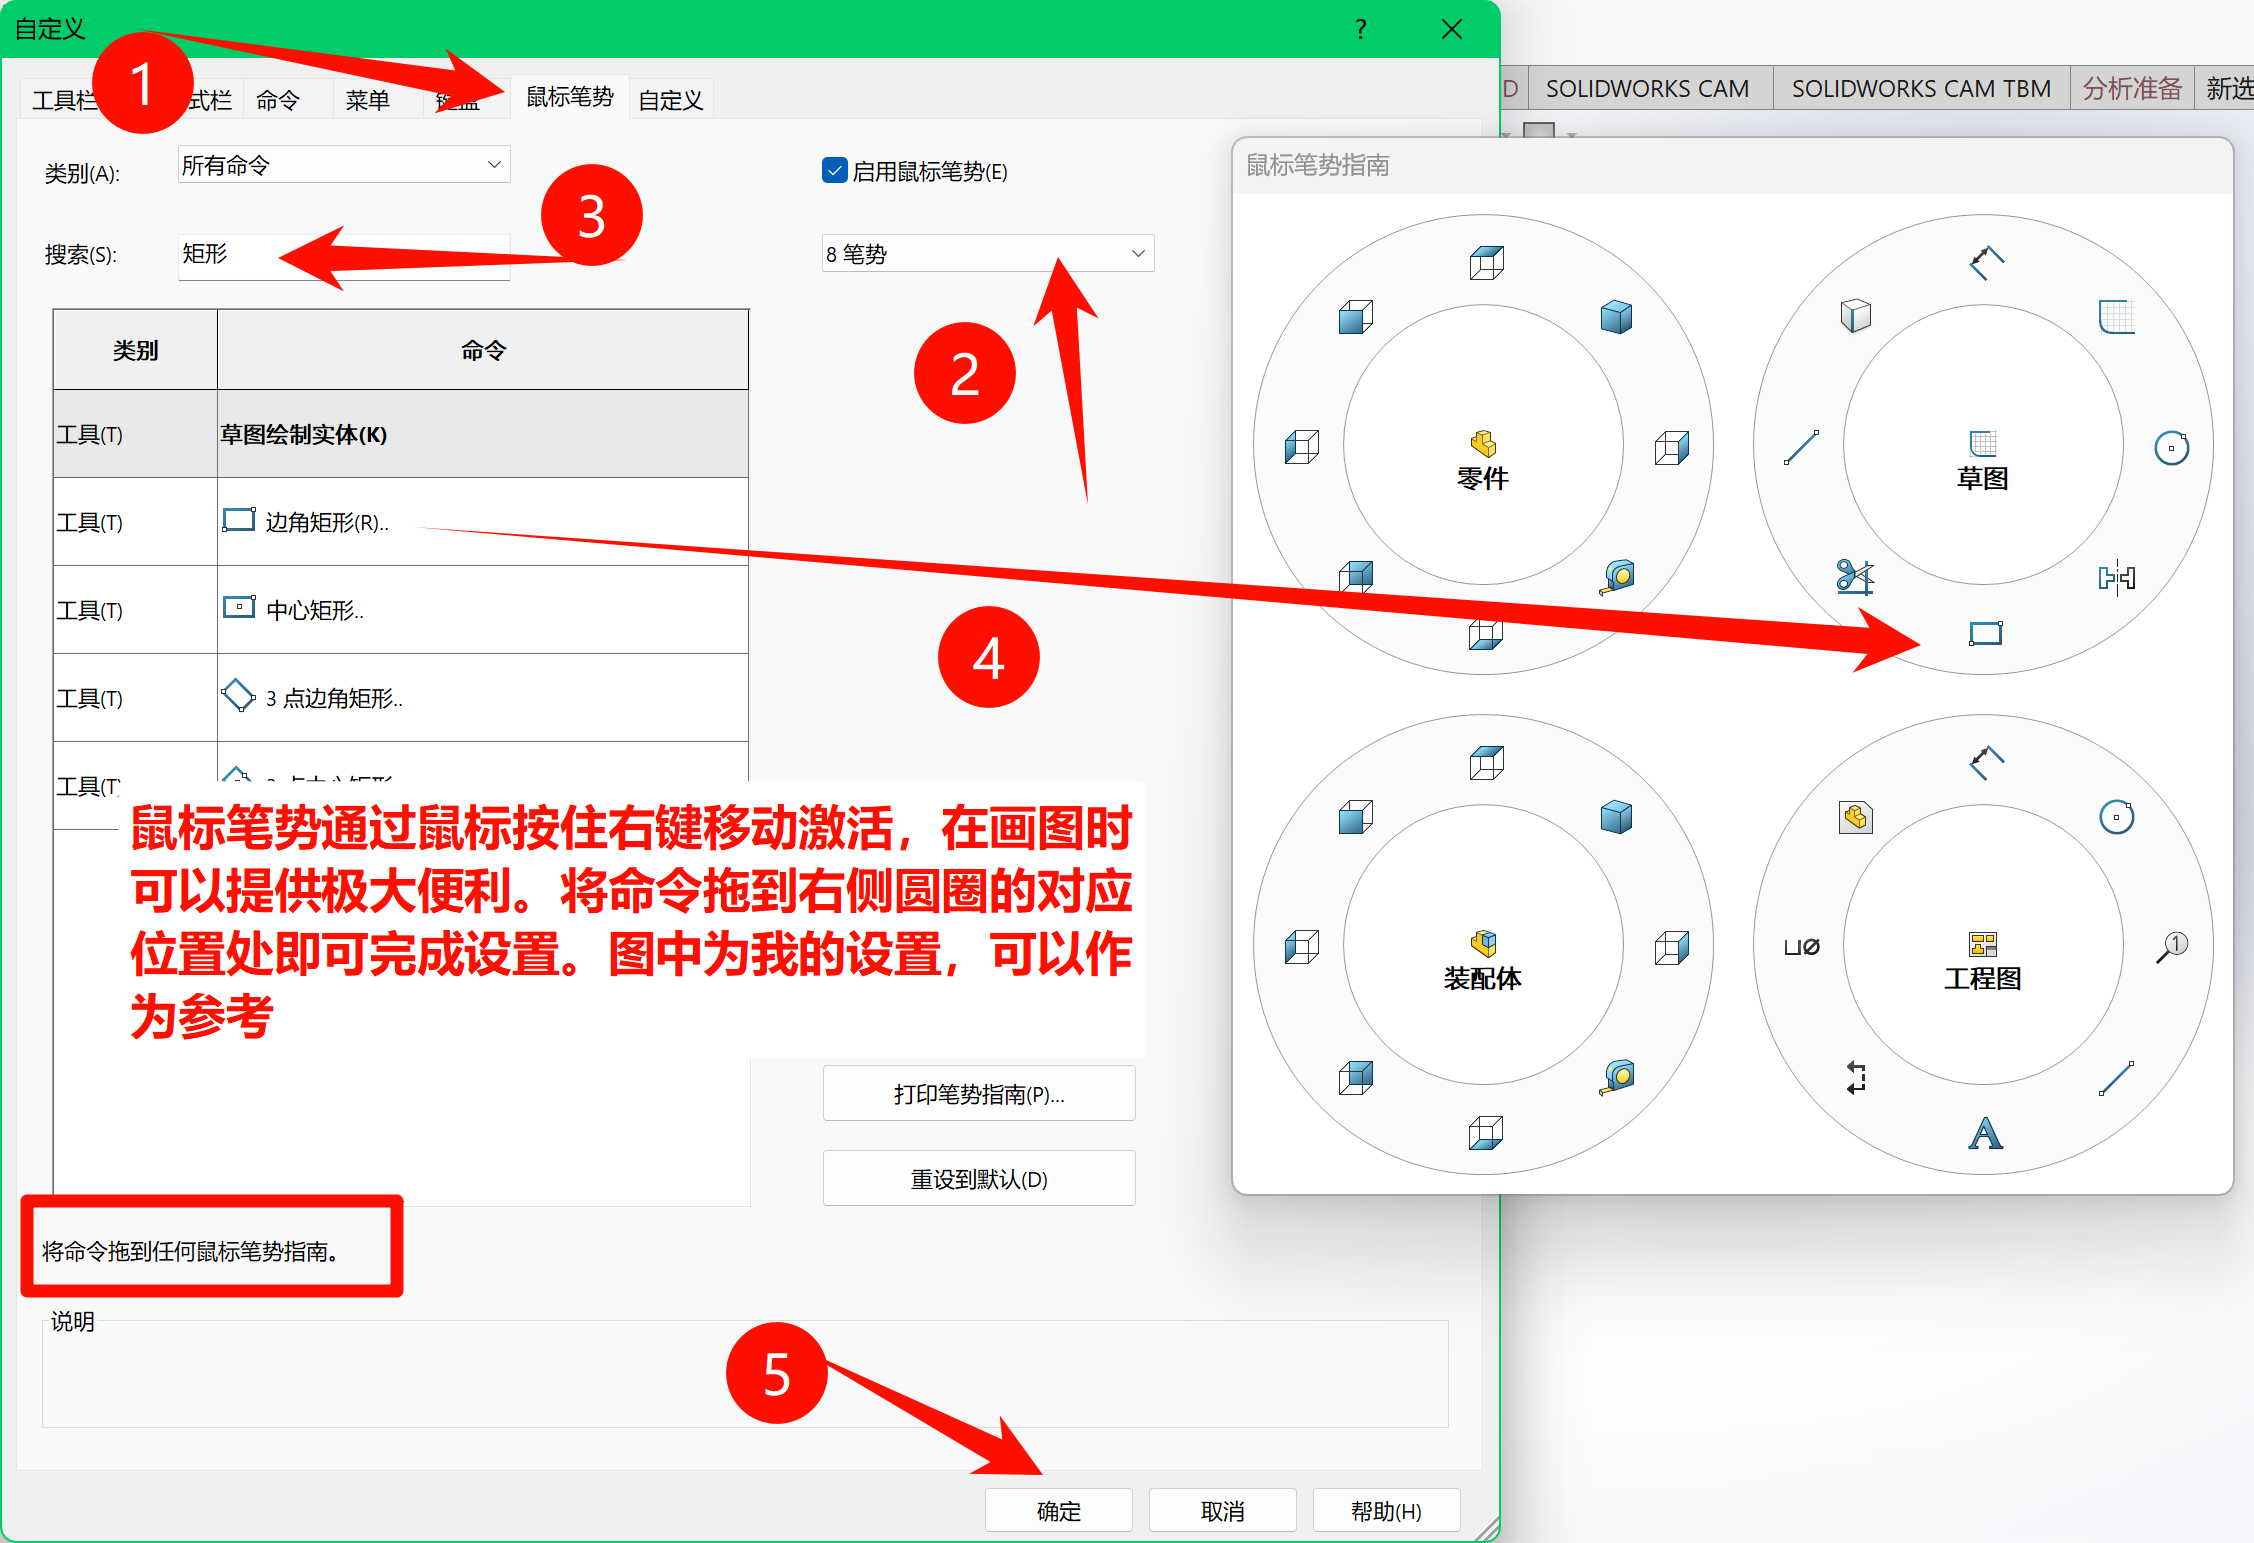 自定义
?
工具栏
式栏
命令
菜单
键盘
鼠标笔势
自定义
1
D
SOLIDWORKS CAM
SOLIDWORKS CAM TBM
分析准备
新选
类别(A):
所有命令
启用鼠标笔势(E)
3
搜索(S):
矩形
8 笔势
2
类别
命令
工具(T)
草图绘制实体(K)
工具(T)
边角矩形(R)..
工具(T)
中心矩形..
4
工具(T)
3 点边角矩形..
工具(T)
3 点中心矩形
鼠标笔势通过鼠标按住右键移动激活，在画图时
可以提供极大便利。将命令拖到右侧圆圈的对应
位置处即可完成设置。图中为我的设置，可以作
为参考
打印笔势指南(P)...
重设到默认(D)
将命令拖到任何鼠标笔势指南。
说明
5
确定
取消
帮助(H)
鼠标笔势指南
零件
草图
装配体
工程图
1
A